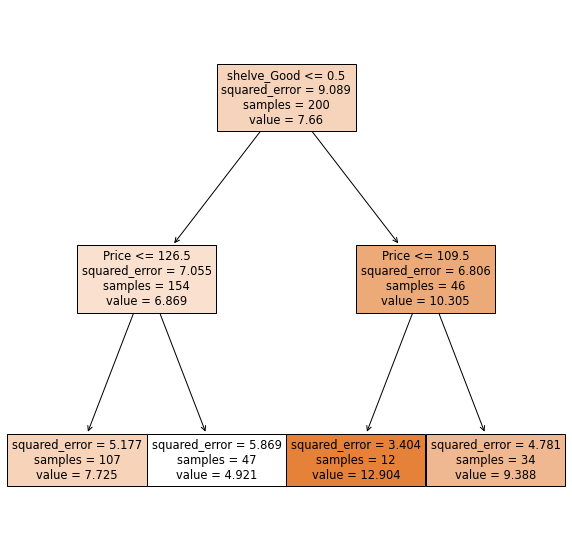 shelve_Good <= 0.5
squared_error = 9.089
samples = 200
value = 7.66
Price <= 126.5
squared_error = 7.055
samples = 154
value = 6.869
Price <= 109.5
squared_error = 6.806
samples = 46
value = 10.305
squared_error = 5.177
samples = 107
value = 7.725
squared_error = 5.869
samples = 47
value = 4.921
squared_error = 3.404
samples = 12
value = 12.904
squared_error = 4.781
samples = 34
value = 9.388